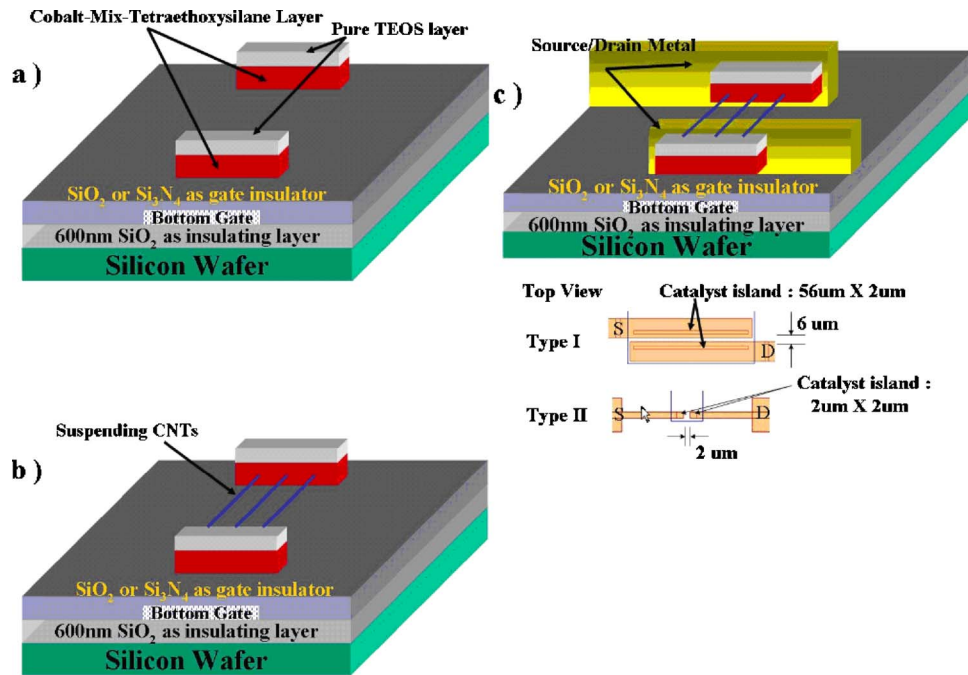 Cobalt-Mix-Tetraethoxysilane Layer
Pure TEOS layer
a )
SiO₂ or Si₃N₄ as gate insulator
Bottom Gate
600nm SiO₂ as insulating layer
Silicon Wafer
Suspending CNTs
b )
SiO₂ or Si₃N₄ as gate insulator
Bottom Gate
600nm SiO₂ as insulating layer
Silicon Wafer
Source/Drain Metal
c )
SiO₂ or Si₃N₄ as gate insulator
Bottom Gate
600nm SiO₂ as insulating layer
Silicon Wafer
Top View
Catalyst island : 56um X 2um
S
6 um
Type I
D
Catalyst island :
2um X 2um
Type II
S
D
2 um